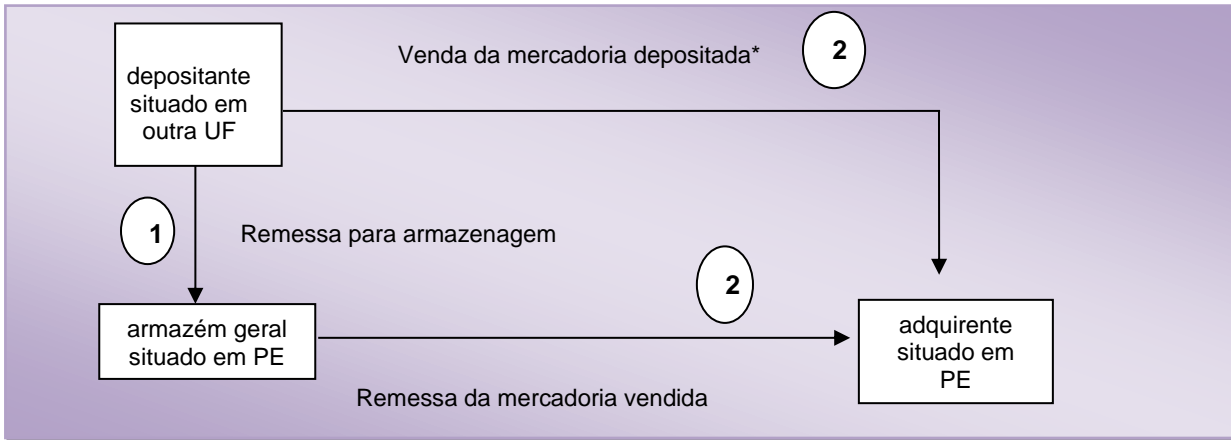 depositante
situado em
outra UF
Venda da mercadoria depositada*
2
1
Remessa para armazenagem
2
armazém geral
situado em PE
Remessa da mercadoria vendida
adquirente
situado em
PE